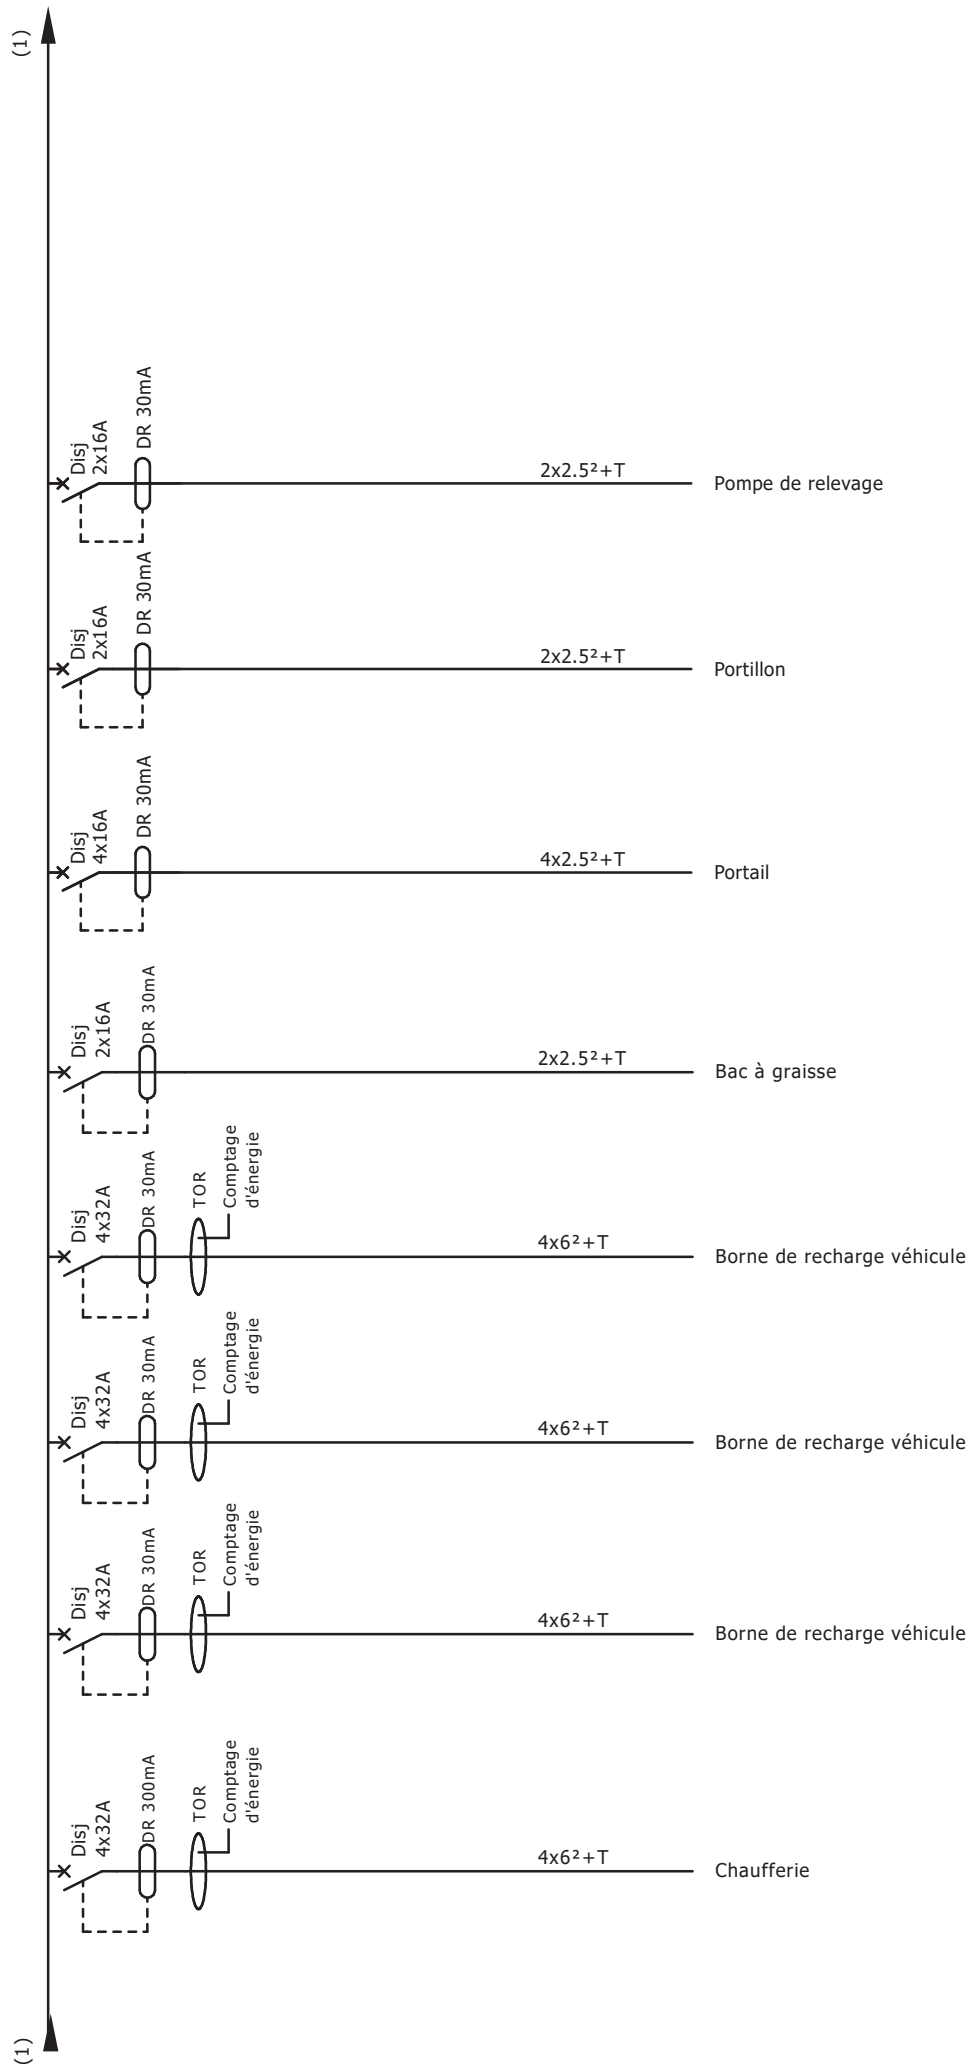 (1)
Disj
2x16A
DR 30mA
2x2.5²+T
Pompe de relevage
Disj
2x16A
DR 30mA
2x2.5²+T
Portillon
Disj
4x16A
DR 30mA
4x2.5²+T
Portail
Disj
2x16A
DR 30mA
2x2.5²+T
Bac à graisse
Disj
4x32A
DR 30mA
TOR
Comptage
d'énergie
4x6²+T
Borne de recharge véhicule
Disj
4x32A
DR 30mA
TOR
Comptage
d'énergie
4x6²+T
Borne de recharge véhicule
Disj
4x32A
DR 30mA
TOR
Comptage
d'énergie
4x6²+T
Borne de recharge véhicule
Disj
4x32A
DR 300mA
TOR
Comptage
d'énergie
4x6²+T
Chaufferie
(1)